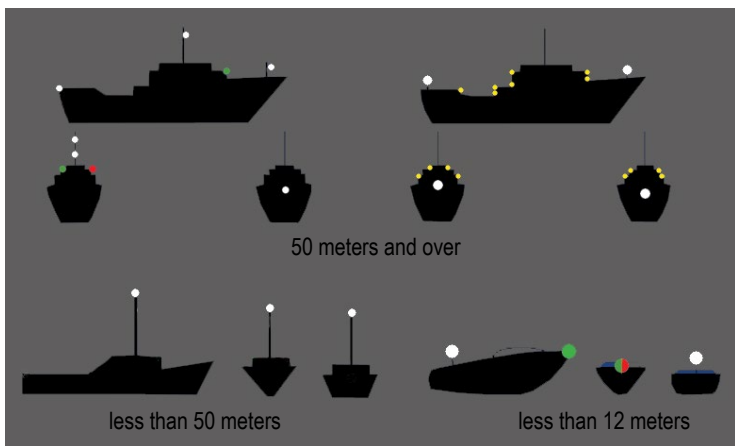 50 meters and over
less than 50 meters
less than 12 meters